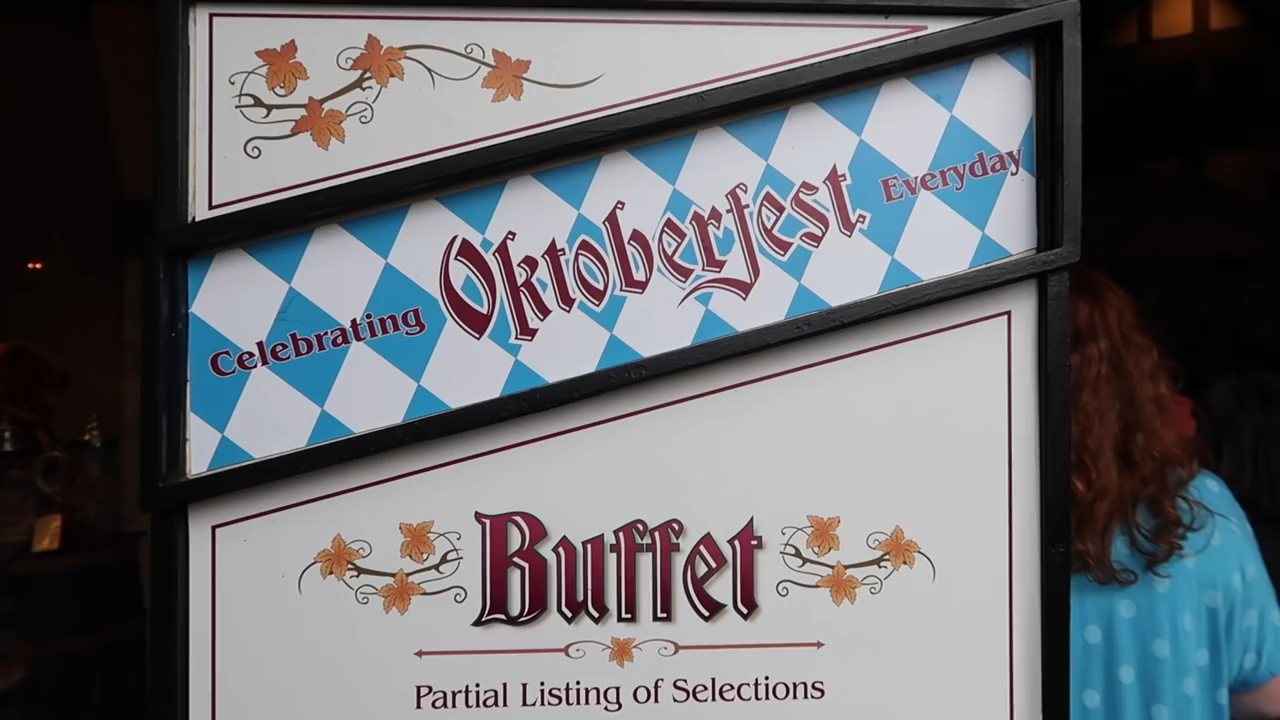 Celebrating Oktoberfest Everyday
Buffet
Partial Listing of Selections